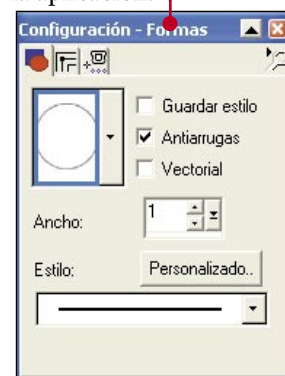 Configuración - Formas
Guardar estilo
Antiarrugas
Vectorial
Ancho:
1
Estilo:
Personalizado..